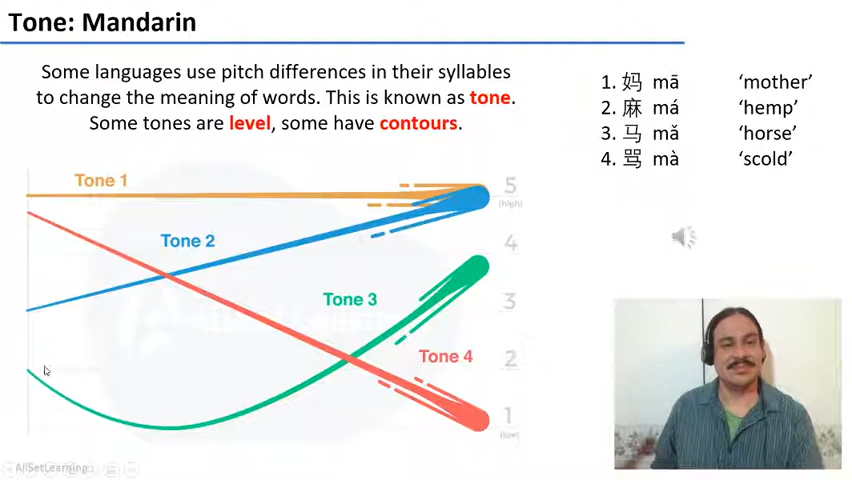 Tone: Mandarin
Some languages use pitch differences in their syllables
to change the meaning of words. This is known as tone.
Some tones are level, some have contours.
1. 妈 mā ‘mother’
2. 麻 má ‘hemp’
3. 马 mǎ ‘horse’
4. 骂 mà ‘scold’
Tone 1
Tone 2
Tone 3
Tone 4
5
(high)
4
3
2
1
(low)
AllSetLearning